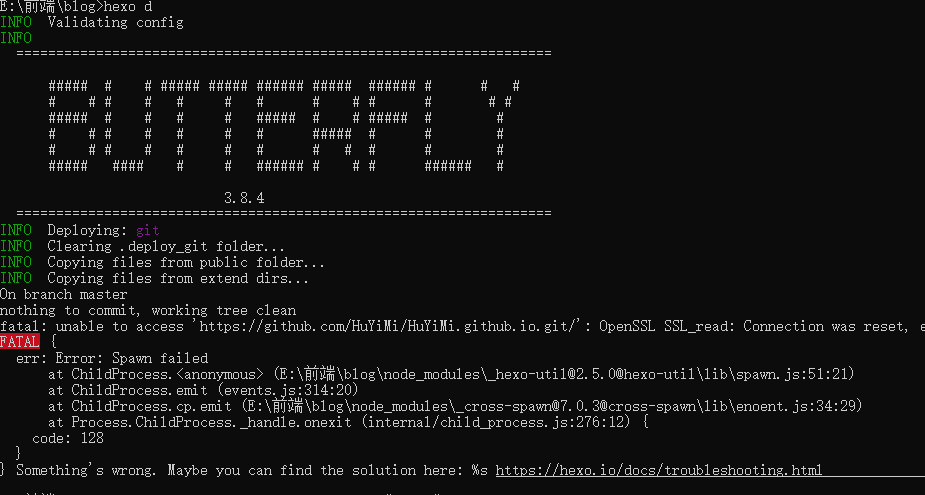 E:\前端\blog>hexo d
INFO  Validating config
INFO
===================================================================
BUTTERFLY
3.8.4
===================================================================
INFO  Deploying: git
INFO  Clearing .deploy_git folder...
INFO  Copying files from public folder...
INFO  Copying files from extend dirs...
On branch master
nothing to commit, working tree clean
fatal: unable to access 'https://github.com/HuYiMi/HuYiMi.github.io.git/': OpenSSL SSL_read: Connection was reset, e
FATAL {
  err: Error: Spawn failed
      at ChildProcess.<anonymous> (E:\前端\blog\node_modules\_hexo-util@2.5.0@hexo-util\lib\spawn.js:51:21)
      at ChildProcess.emit (events.js:314:20)
      at ChildProcess.cp.emit (E:\前端\blog\node_modules\_cross-spawn@7.0.3@cross-spawn\lib\enoent.js:34:29)
      at Process.ChildProcess._handle.onexit (internal/child_process.js:276:12) {
    code: 128
  }
} Something's wrong. Maybe you can find the solution here: %s https://hexo.io/docs/troubleshooting.html